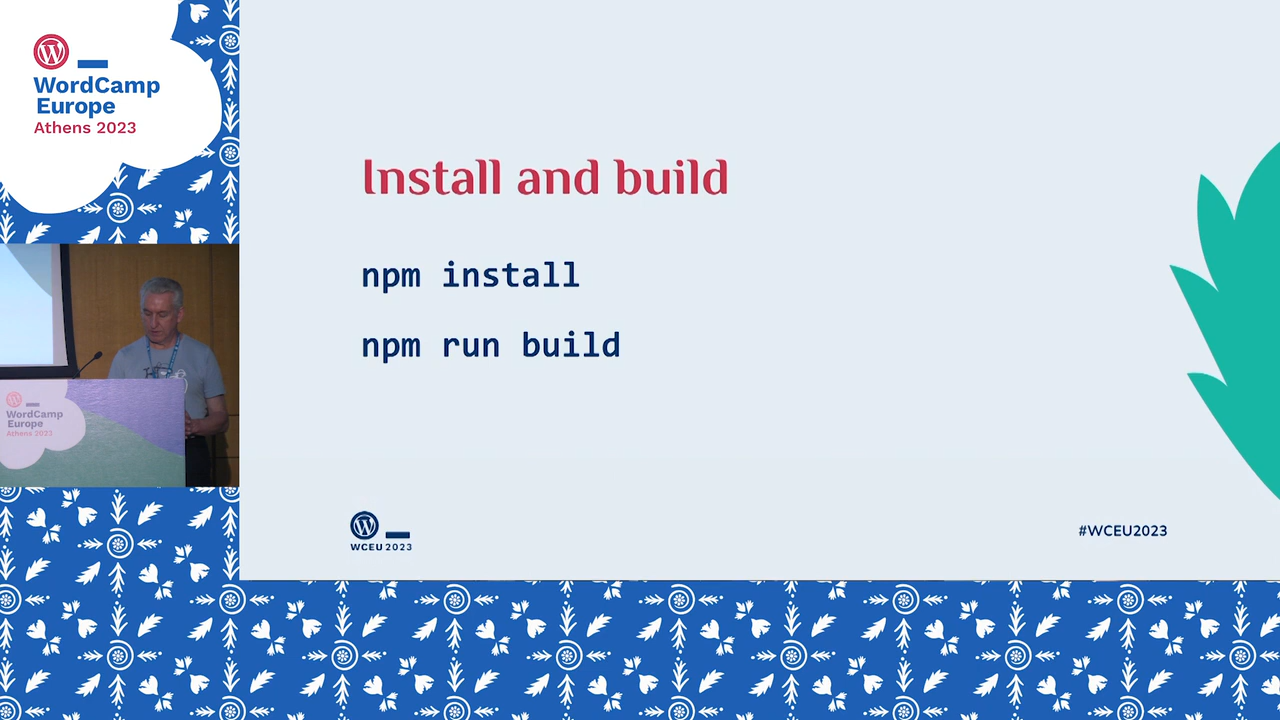 WordCamp
Europe
Athens 2023
Install and build
npm install
npm run build
WordCamp
Europe
Athens 2023
WCEU 2023
#WCEU2023